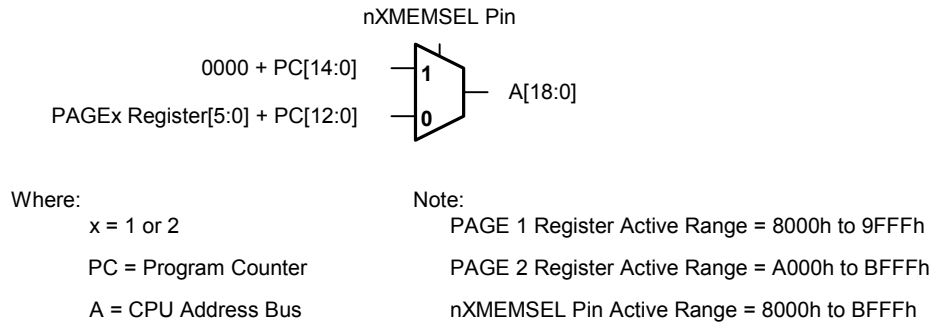 nXMEMSEL Pin
0000 + PC[14:0]
1
A[18:0]
PAGEx Register[5:0] + PC[12:0]
0
Where:
x = 1 or 2
PC = Program Counter
A = CPU Address Bus
Note:
PAGE 1 Register Active Range = 8000h to 9FFFh
PAGE 2 Register Active Range = A000h to BFFFh
nXMEMSEL Pin Active Range = 8000h to BFFFh